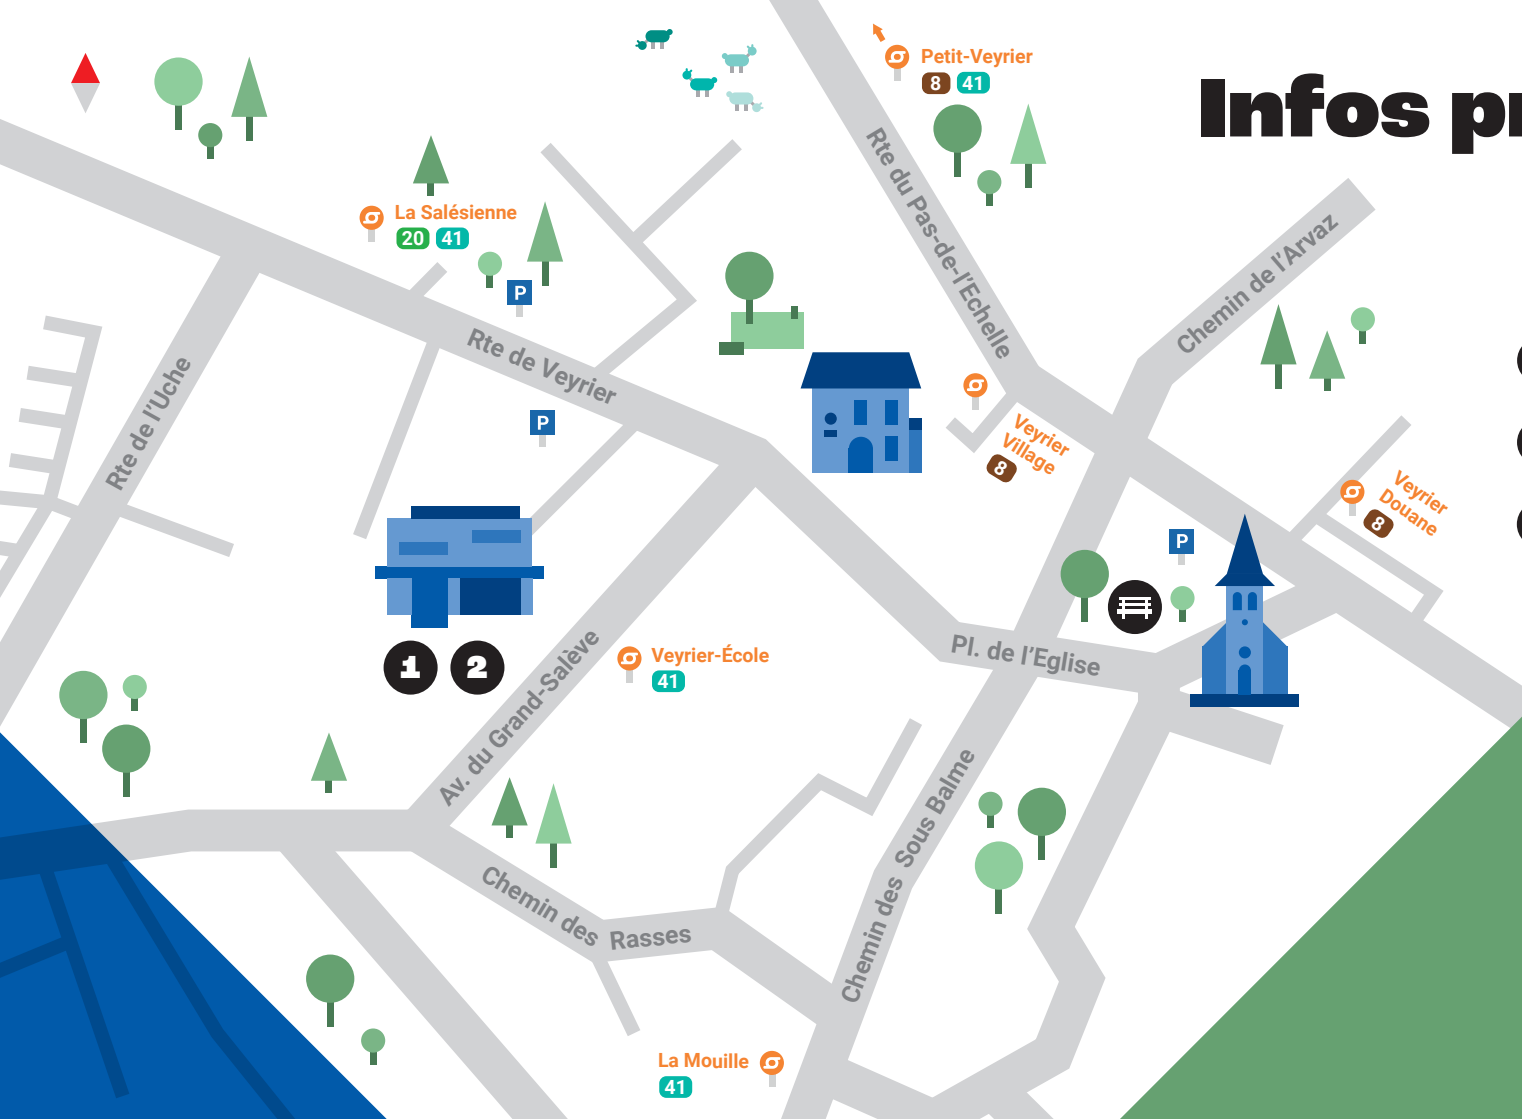 Petit-Veyrier
8 41
Infos pr
La Salésienne
20 41
P
Rte du Pas-de-l'Echelle
Chemin de l'Arvaz
Rte de Veyrier
Rte de l'Uche
P
Veyrier
Village
8
Veyrier
Douane
8
P
Pl. de l'Eglise
1 2
Av. du Grand-Salève
Veyrier-École
41
Chemin des Rasses
Chemin des Sous Balme
La Mouille
41